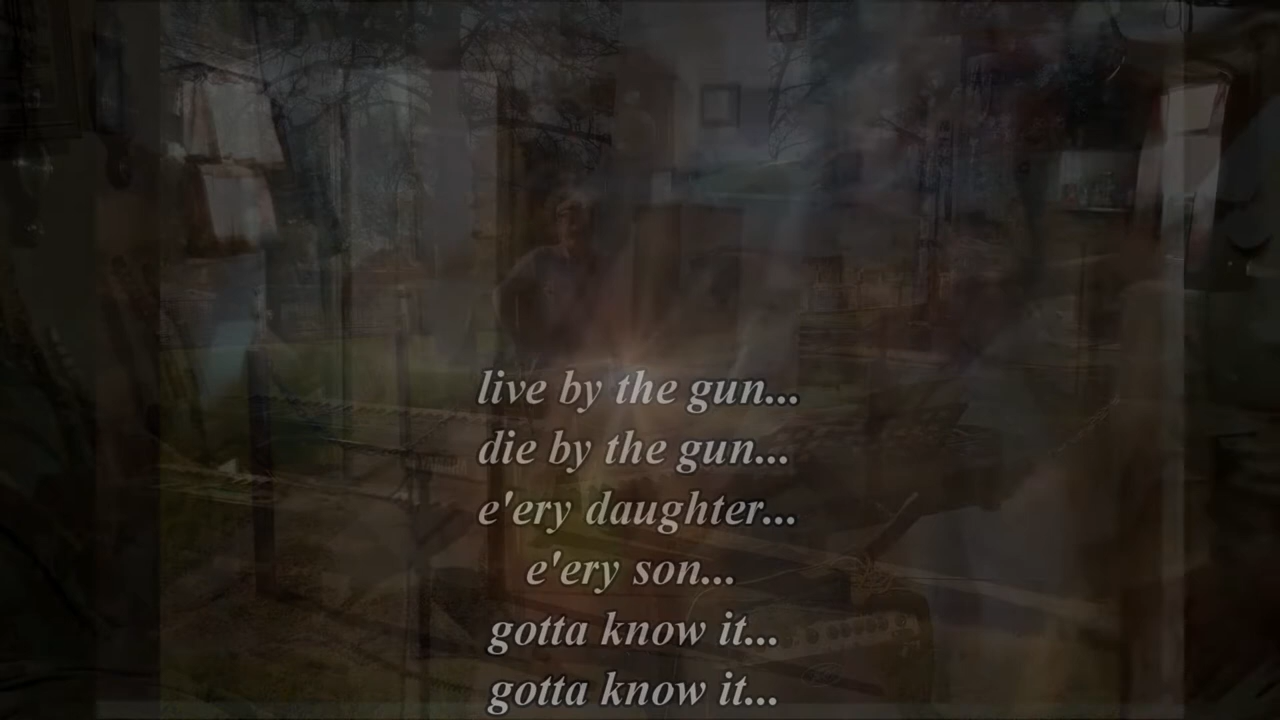 live by the gun...
die by the gun...
e'ery daughter...
e'ery son...
gotta know it...
gotta know it...